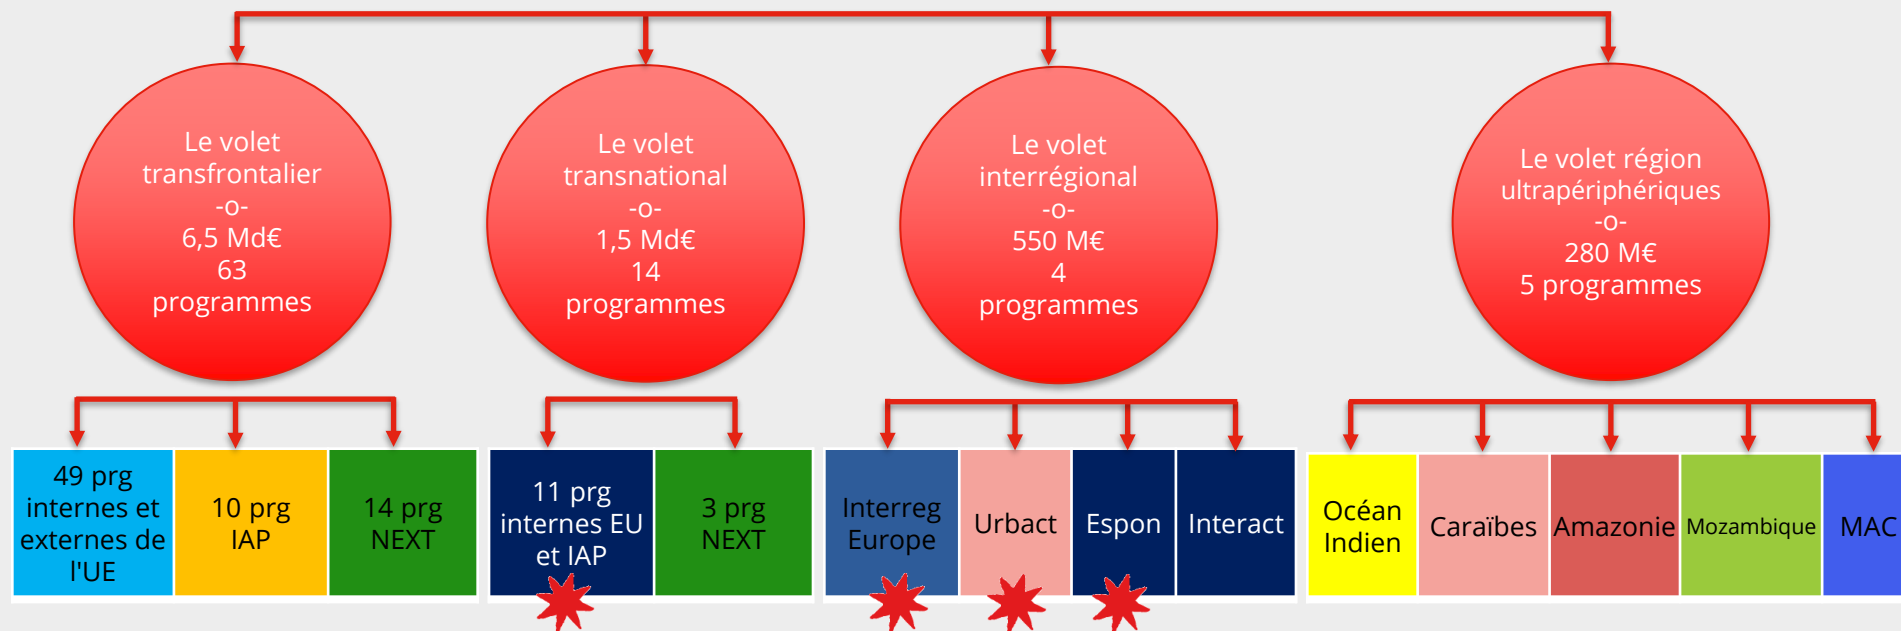 Le volet
transfrontalier
-o-
6,5 Md€
63
programmes
Le volet
transnational
-o-
1,5 Md€
14
programmes
Le volet
interrégional
-o-
550 M€
4
programmes
Le volet région
ultrapériphériques
-o-
280 M€
5 programmes
49 prg
internes et
externes de
l'UE
10 prg
IAP
14 prg
NEXT
11 prg
internes EU
et IAP
3 prg
NEXT
Interreg
Europe
Urbact
Espon
Interact
Océan
Indien
Caraïbes
Amazonie
Mozambique
MAC